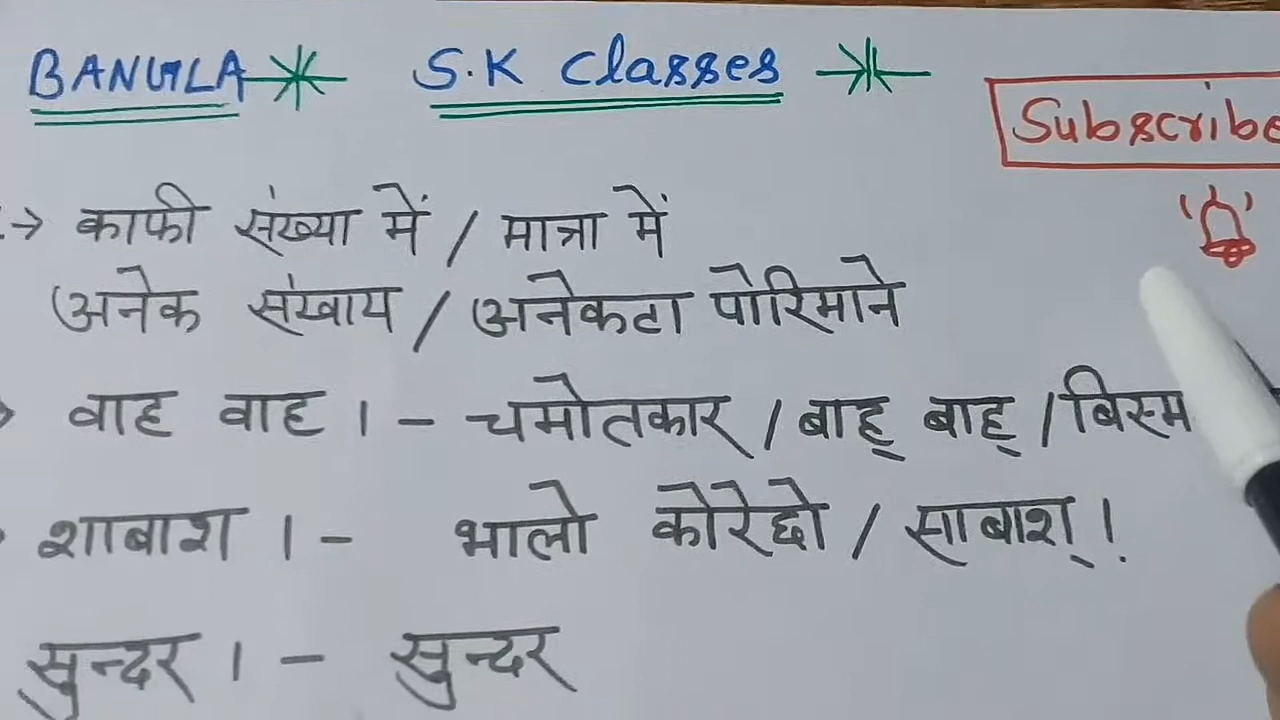 BANGLA S.K Classes
Subscribe
→ काफी संख्या में / मात्रा में
अनेक संखाय / अनेकटा पोरिमाने
वाह वाह । - चमोतकार / बाह् बाह् / बिस्म
शाबाश । - भालो कोरेछो / साबाश् !
सुन्दर । - सुन्दर